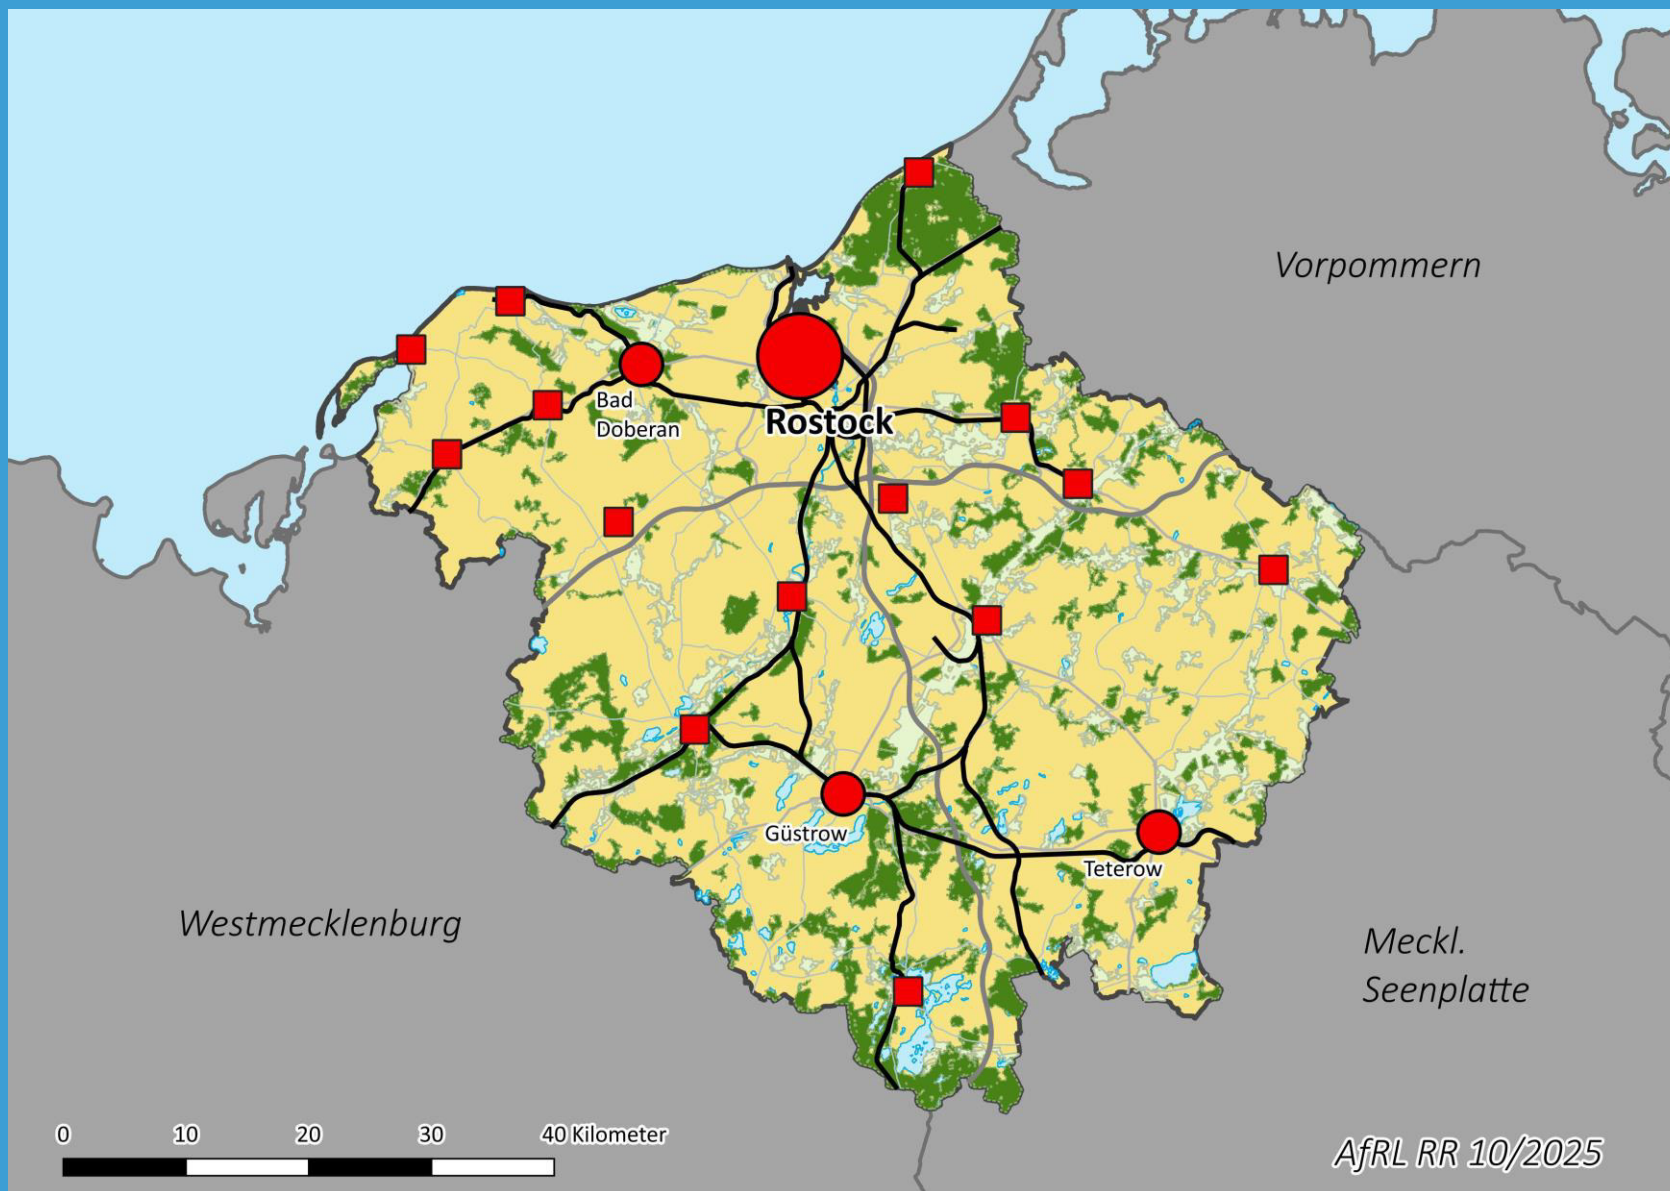 Vorpommern
Bad
Doberan
Rostock
Güstrow
Teterow
Westmecklenburg
Meckl.
Seenplatte
0 10 20 30 40 Kilometer
AfRL RR 10/2025